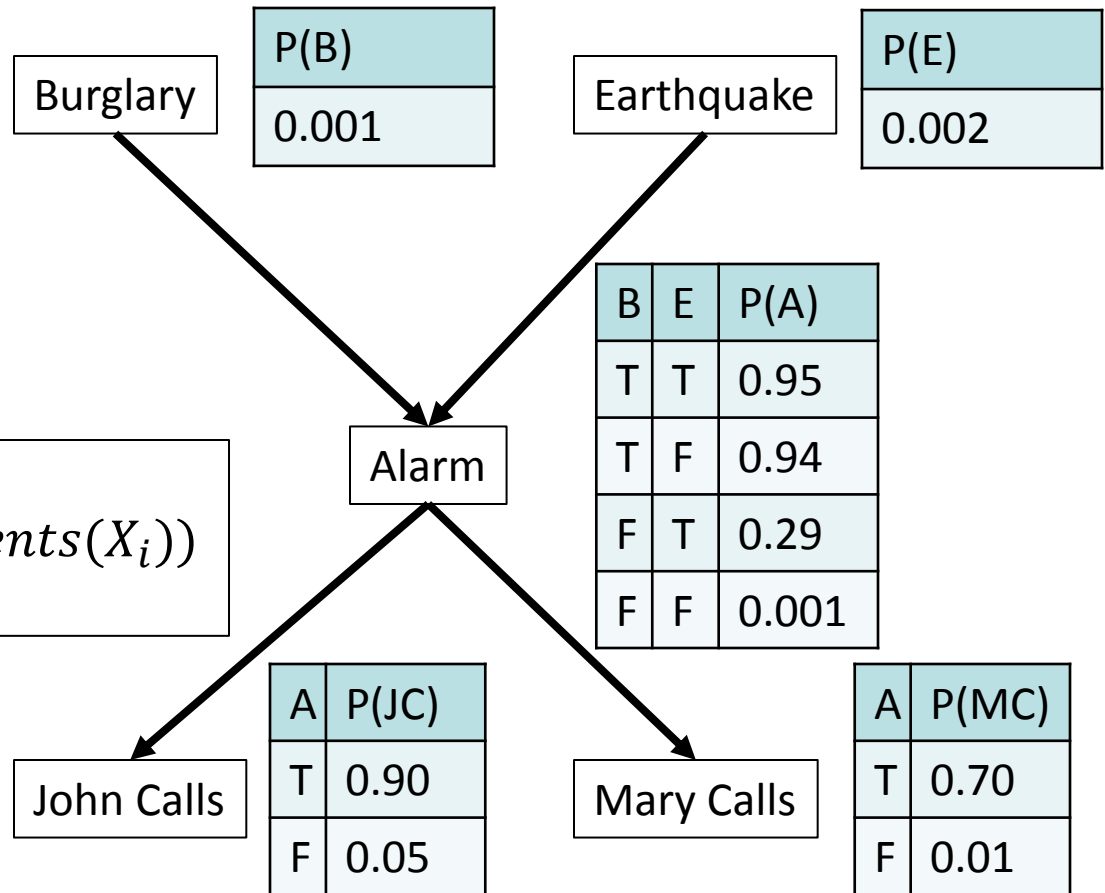 P(B)
0.001
Burglary
P(E)
0.002
Earthquake
B E P(A)
T T 0.95
T F 0.94
F T 0.29
F F 0.001
Alarm
ents(X_i))
A P(JC)
T 0.90
F 0.05
John Calls
A P(MC)
T 0.70
F 0.01
Mary Calls